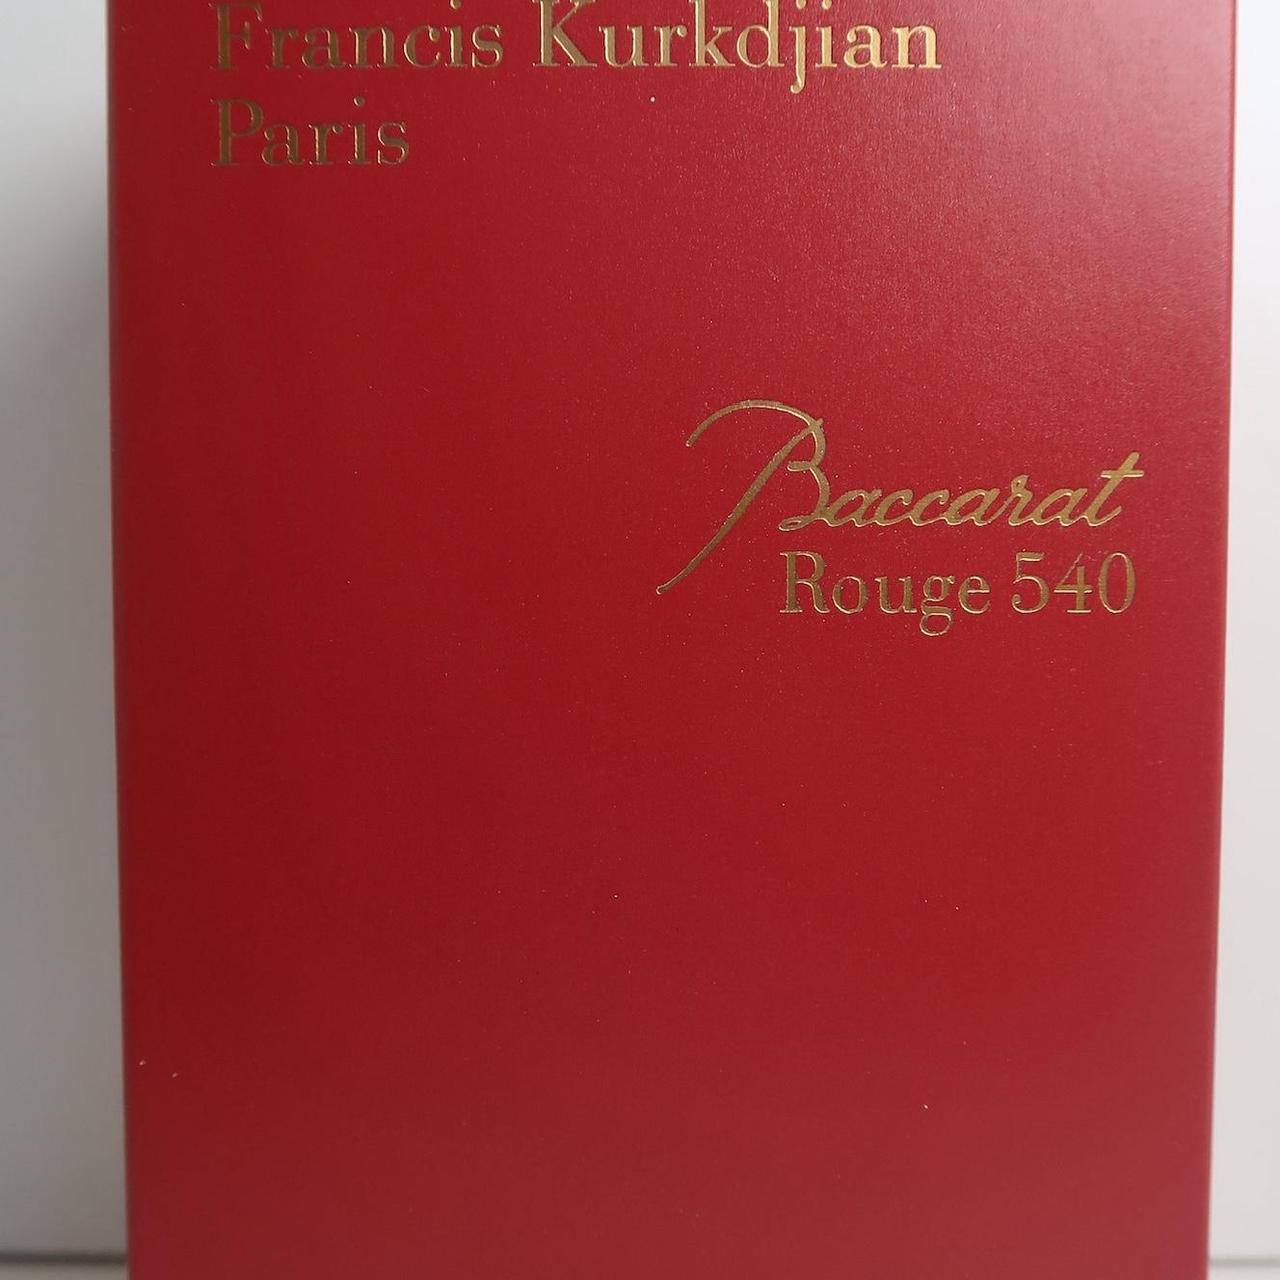 Francis Kurkdjian
Paris
Baccarat
Rouge 540